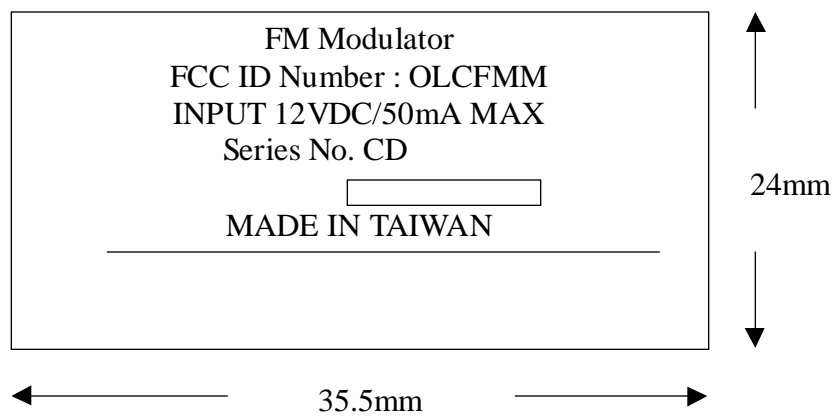 FM Modulator
FCC ID Number : OLCFMM
INPUT 12VDC/50mA MAX
Series No. CD
24mm
MADE IN TAIWAN
35.5mm